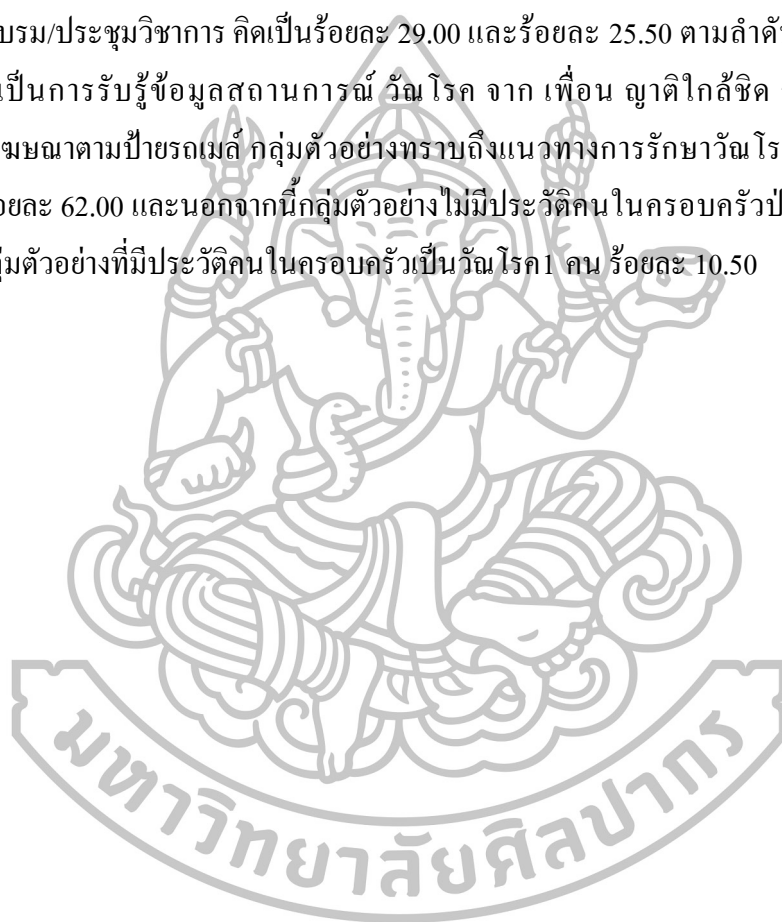 บรม/ประชุมวิชาการ คิดเป็นร้อยละ 29.00 และร้อยละ 25.50 ตามลำดั
เป็นการรับรู้ข้อมูลสถานการณ์ วัณโรค จาก เพื่อน ญาติใกล้ชิด
ฆษณาตามป้ายรถเมล์ กลุ่มตัวอย่างทราบถึงแนวทางการรักษาวัณโร
อยละ 62.00 และนอกจากนี้กลุ่มตัวอย่างไม่มีประวัติคนในครอบครัวป
ลุ่มตัวอย่างที่มีประวัติคนในครอบครัวเป็นวัณโรค1 คน ร้อยละ 10.50
มหาวิทยาลัยศิลปากร